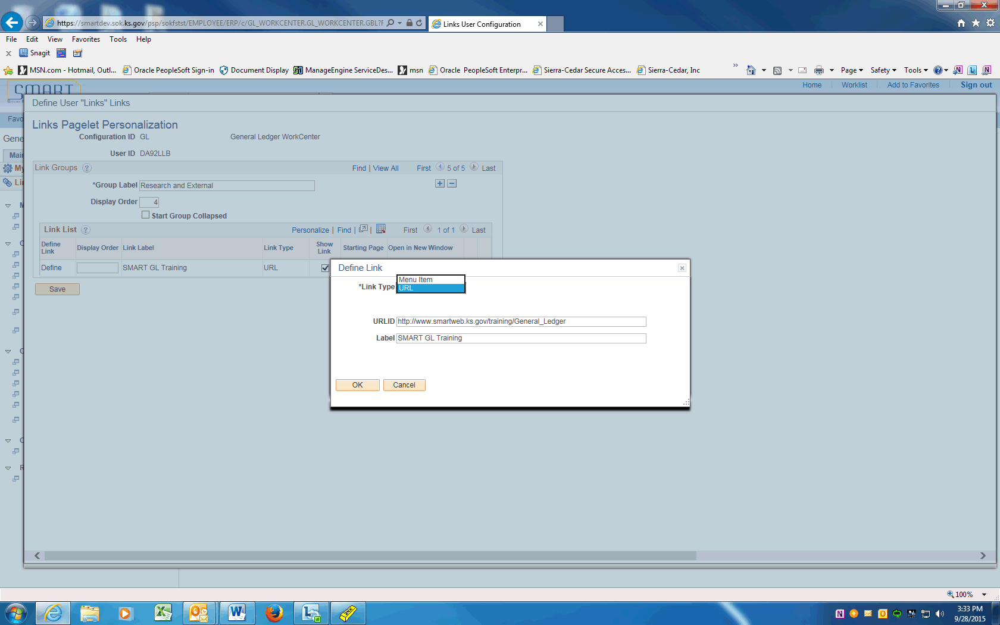 https://smartdev.sok.ks.gov/psp/sokfstst/EMPLOYEE/ERP/c/GL_WORKCENTER.GL_WORKCENTER.GBL?F
Links User Configuration
File Edit View Favorites Tools Help
x Snagit
MSN.com - Hotmail, Outl... Oracle PeopleSoft Sign-in Document Display ManageEngine ServiceDes... msn Oracle PeopleSoft Enterpr... Sierra-Cedar Secure Acces... Sierra-Cedar, Inc » Page Safety Tools
SMART
Home Worklist Add to Favorites Sign out
Define User "Links" Links
Favo
Links Pagelet Personalization
Configuration ID GL General Ledger WorkCenter
Gene
User ID DA92LLB
Main
Link Groups ? Find | View All First 5 of 5 Last
My
*Group Label Research and External + −
Lin
Display Order 4
Start Group Collapsed
Link List ? Personalize | Find | | First 1 of 1 Last
Define Link Display Order Link Label Link Type Show Link Starting Page Open in New Window
Define SMART GL Training URL
Save
Define Link
Menu Item
*Link Type URL
URLID http://www.smartweb.ks.gov/training/General_Ledger
Label SMART GL Training
OK Cancel
100%
3:33 PM
9/28/2015